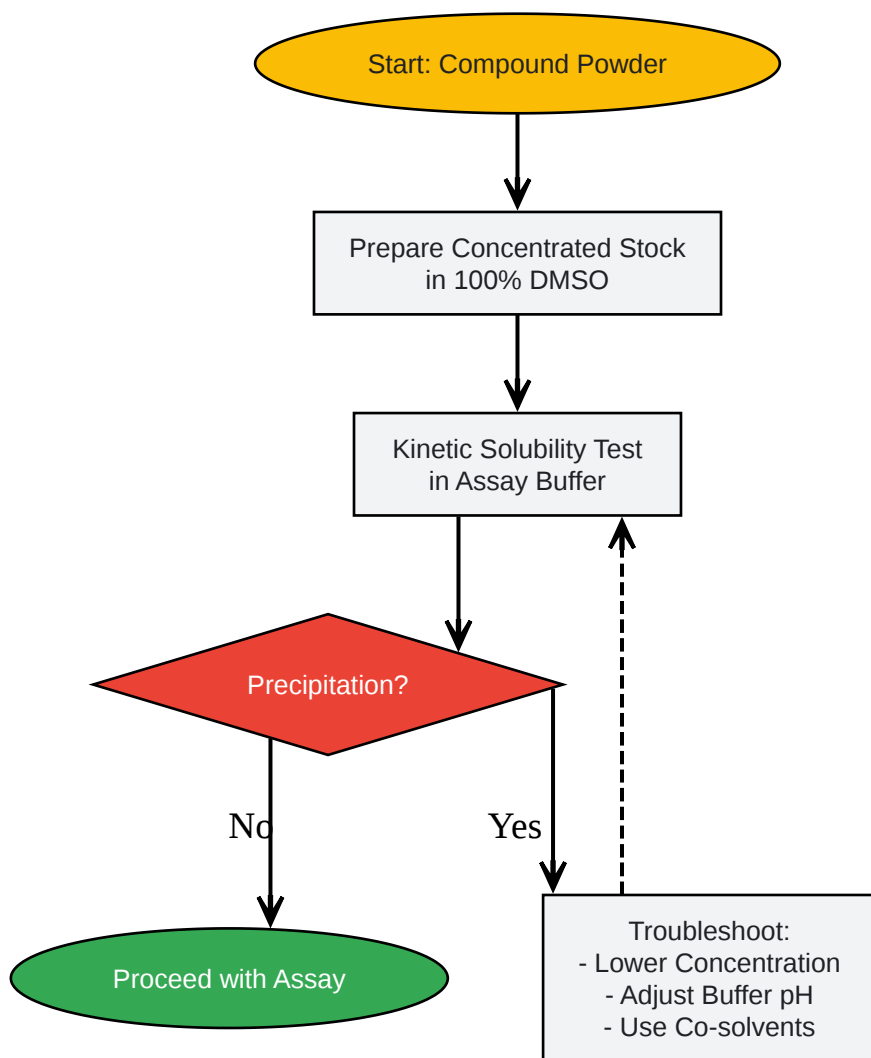 Start: Compound Powder
Prepare Concentrated Stock
in 100% DMSO
Kinetic Solubility Test
in Assay Buffer
Precipitation?
No
Yes
Proceed with Assay
Troubleshoot:
- Lower Concentration
- Adjust Buffer pH
- Use Co-solvents